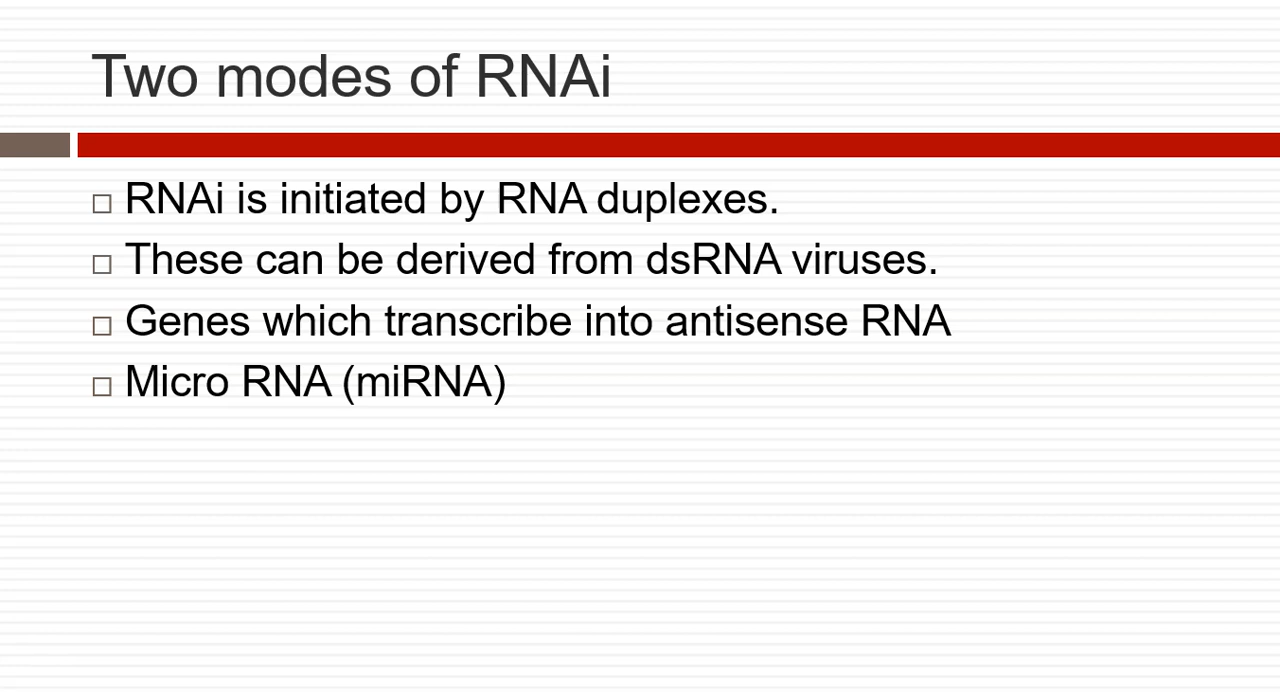 Two modes of RNAi
RNAi is initiated by RNA duplexes.
These can be derived from dsRNA viruses.
Genes which transcribe into antisense RNA
Micro RNA (miRNA)